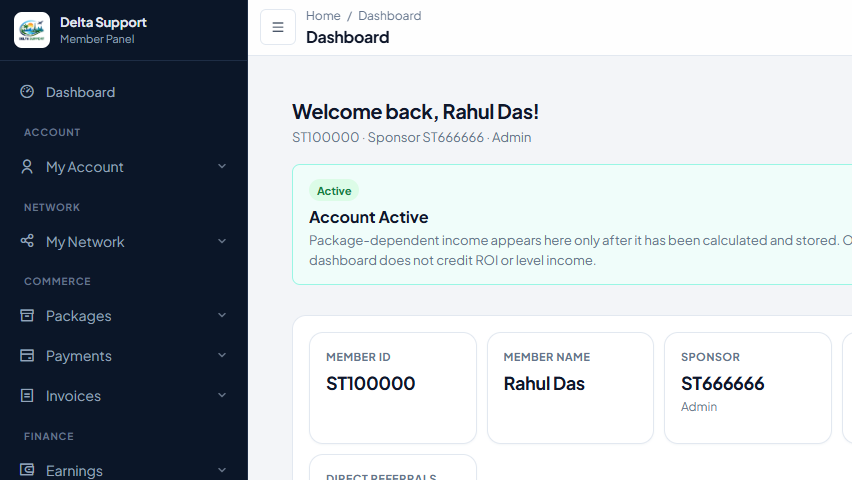 Delta Support
Member Panel
Home / Dashboard
Dashboard
Dashboard
ACCOUNT
My Account
NETWORK
My Network
COMMERCE
Packages
Payments
Invoices
FINANCE
Earnings
Welcome back, Rahul Das!
ST100000 · Sponsor ST666666 · Admin
Active
Account Active
Package-dependent income appears here only after it has been calculated and stored. O
dashboard does not credit ROI or level income.
MEMBER ID
ST100000
MEMBER NAME
Rahul Das
SPONSOR
ST666666
Admin
DIRECT REFERRALS